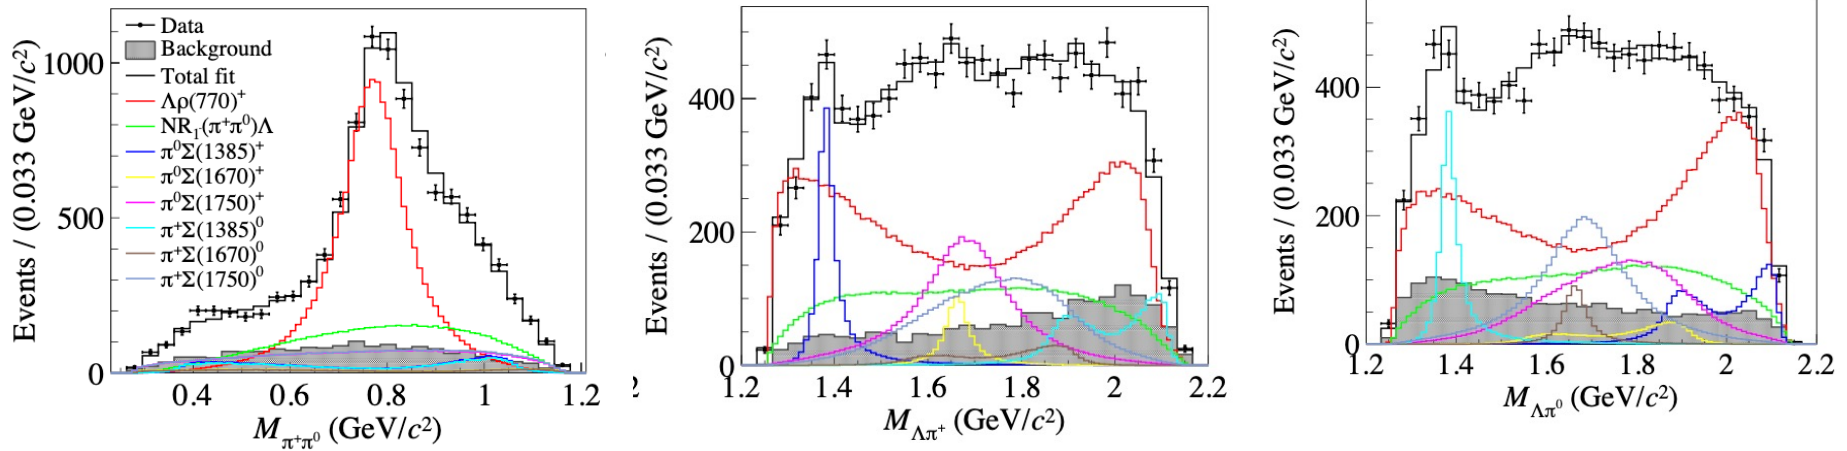 Events / (0.033 GeV/c²)
1000
500
0
Data
Background
Total fit
Λρ(770)⁺
NR₁(π⁺π⁰)Λ
π⁰Σ(1385)⁺
π⁰Σ(1670)⁺
π⁰Σ(1750)⁺
π⁺Σ(1385)⁰
π⁺Σ(1670)⁰
π⁺Σ(1750)⁰
0.4 0.6 0.8 1 1.2
M π⁺π⁰ (GeV/c²)
Events / (0.033 GeV/c²)
400
200
0
2
1.2 1.4 1.6 1.8 2 2.2
M Λπ⁺ (GeV/c²)
Events / (0.033 GeV/c²)
400
200
0
1.2 1.4 1.6 1.8 2 2.2
M Λπ⁰ (GeV/c²)